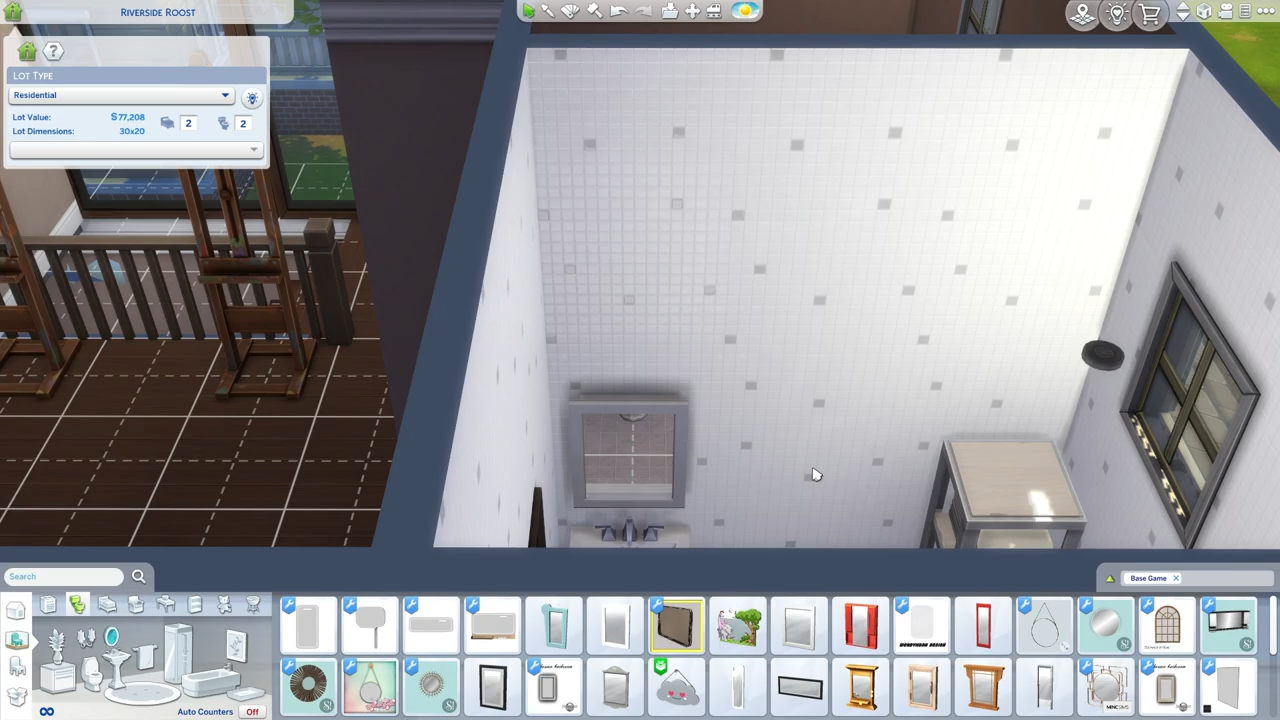 RIVERSIDE ROOST
?
LOT TYPE
Residential
Lot Value: §77,208
2
2
Lot Dimensions: 30x20
Search
Base Game
Auto Counters Off
MINCSIMS